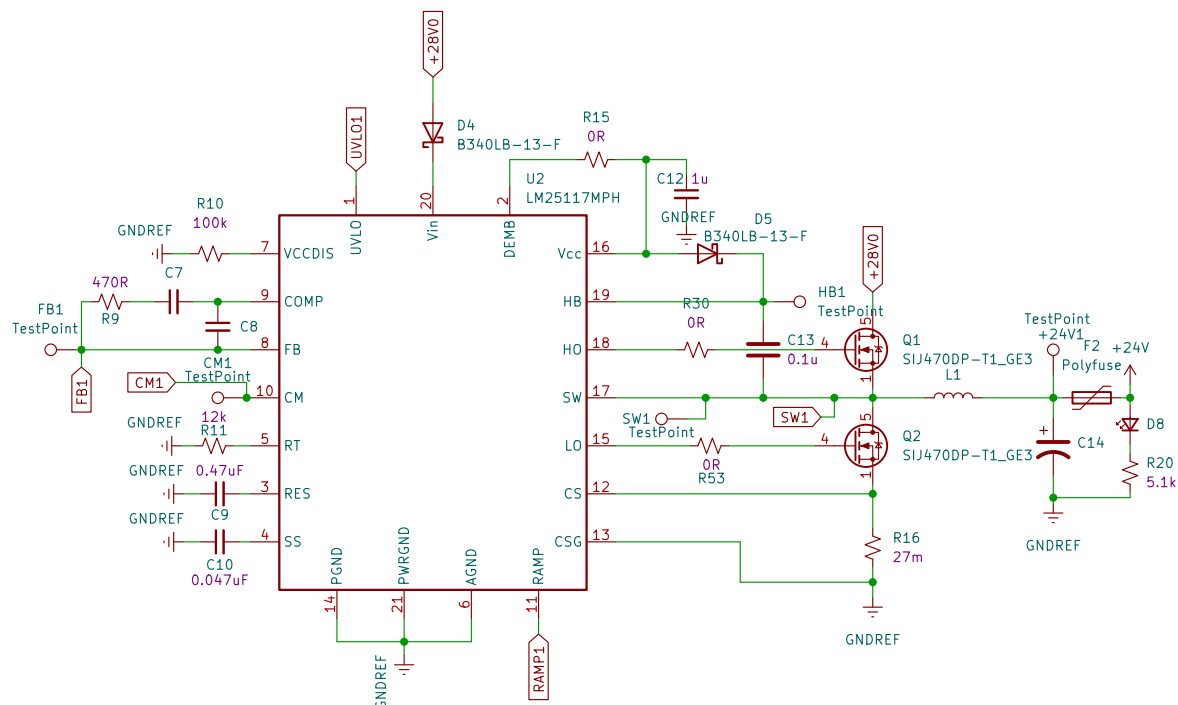 +28V0
UVLO1
D4
B340LB-13-F
R15
0R
U2
LM25117MPH
C12 1u
GNDREF
D5
B340LB-13-F
1
20
2
UVLO
Vin
DEMB
R10
100k
GNDREF
7 VCCDIS
Vcc 16
+28V0
470R
C7
R9
9 COMP
HB 19
HB1
TestPoint
FB1
TestPoint
C8
R30
0R
8 FB
HO 18
C13
0.1u
4
5
1
Q1
SIJ470DP-T1_GE3
FB1
CM1
TestPoint
CM1
10 CM
SW 17
SW1
TestPoint
SW1
L1
TestPoint
+24V1
F2
Polyfuse
+24V
12k
R11
GNDREF
5 RT
LO 15
0R
R53
4
5
1
Q2
SIJ470DP-T1_GE3
C14
D8
R20
5.1k
GNDREF
0.47uF
C9
3 RES
CS 12
GNDREF
C10
0.047uF
4 SS
CSG 13
R16
27m
GNDREF
GNDREF
PGND
PWRGND
AGND
RAMP
14
21
6
11
GNDREF
RAMP1